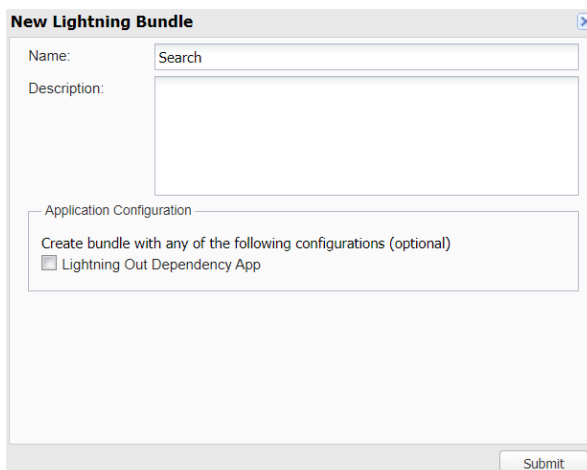 New Lightning Bundle
Name:
Search
Description:
Application Configuration
Create bundle with any of the following configurations (optional)
Lightning Out Dependency App
Submit